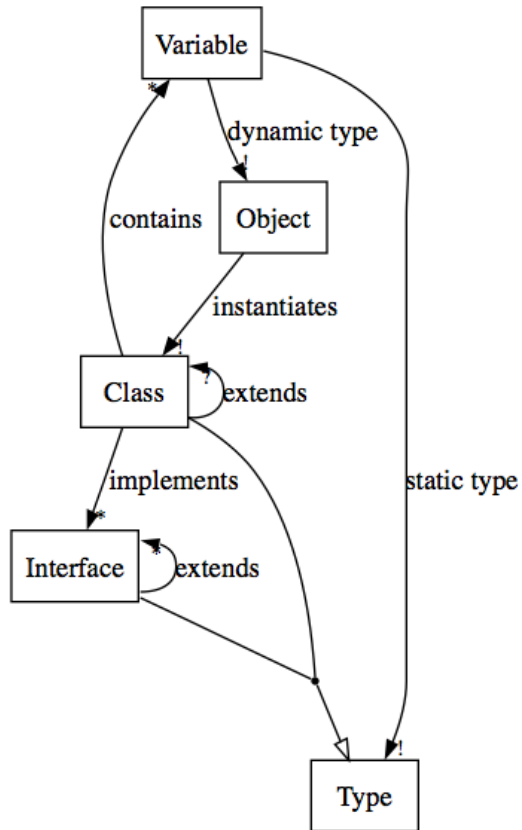 Variable
*
dynamic type
!
Object
contains
instantiates
!
Class
?
extends
implements
static type
*
Interface
*
extends
!
Type